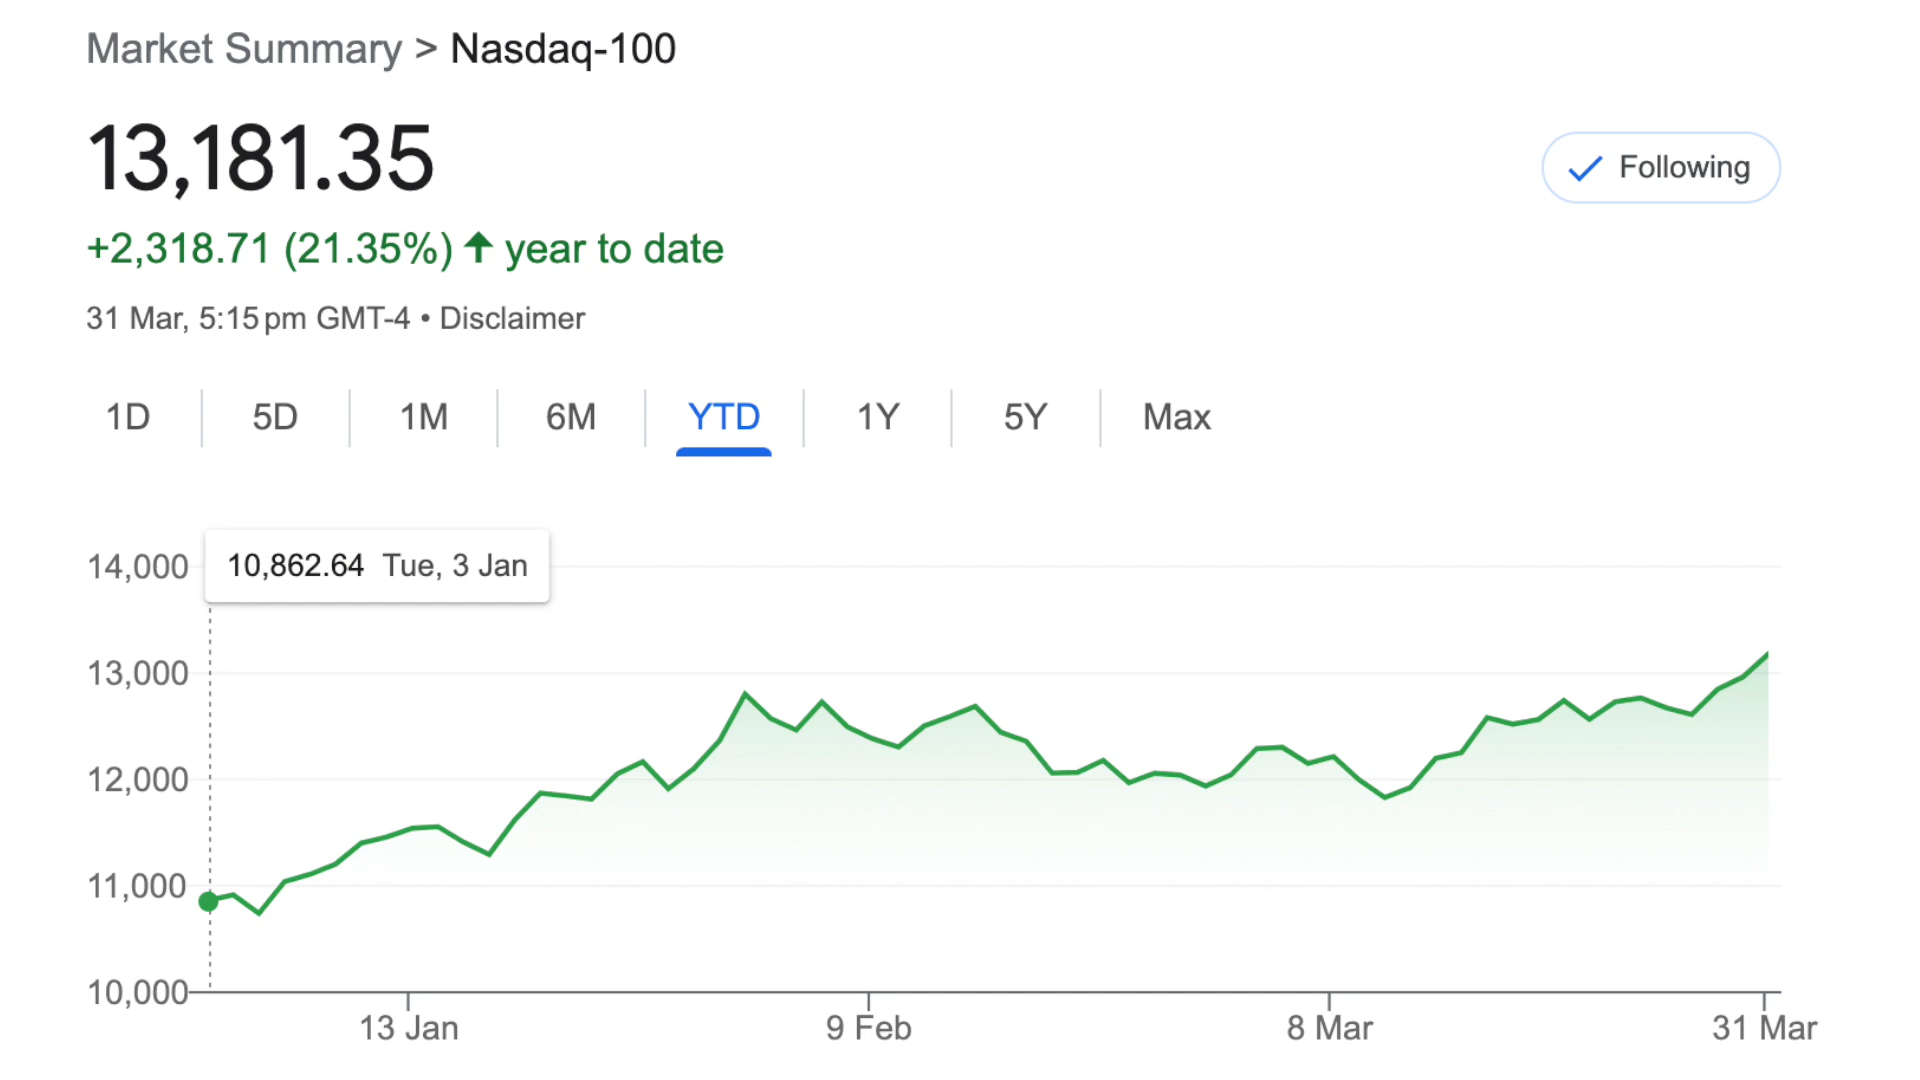 Market Summary > Nasdaq-100
13,181.35
Following
+2,318.71 (21.35%) ↑ year to date
31 Mar, 5:15 pm GMT-4 • Disclaimer
1D 5D 1M 6M YTD 1Y 5Y Max
14,000
10,862.64 Tue, 3 Jan
13,000
12,000
11,000
10,000
13 Jan 9 Feb 8 Mar 31 Mar